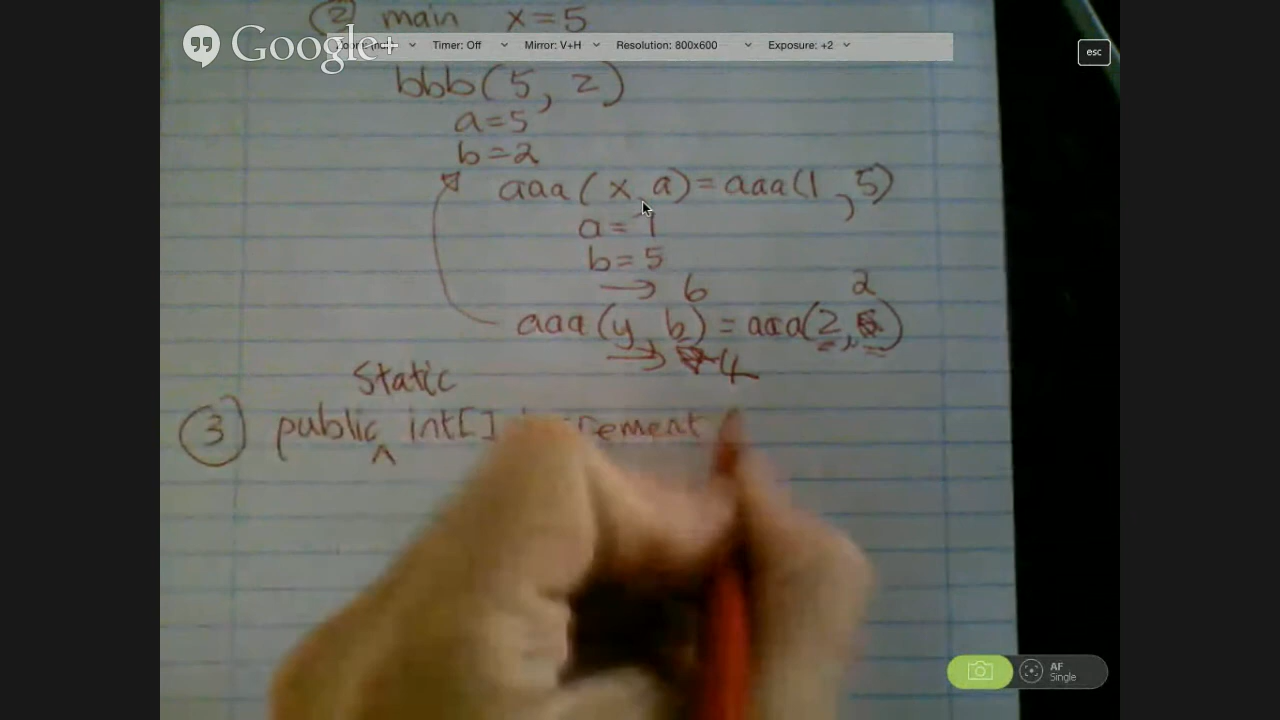 ② main x=5
Google+
Timer: Off Mirror: V+H Resolution: 800x600 Exposure: +2
esc
bbb(5, 2)
a=5
b=2
aaa(x, a) = aaa(1, 5)
a=1
b=5
→ 6
2
aaa(y, b) = aaa(2, )
→ 4
static
③ public ^ int[]
AF
Single